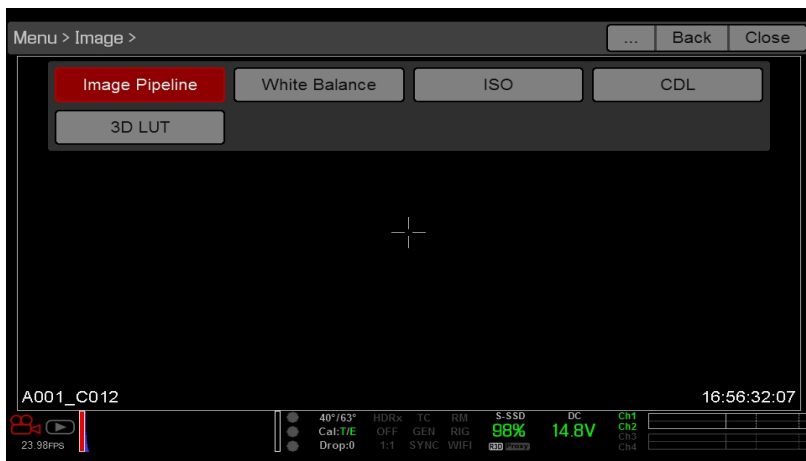 Menu > Image > ... Back Close
Image Pipeline White Balance ISO CDL
3D LUT
A001_C012 16:56:32:07
40°/63° HDRx TC RM S-SSD DC Ch1
Cal:T/E OFF GEN RIG 98% 14.8V Ch2
Drop:0 1:1 SYNC WIFI R3D Proxy Ch3
23.98FPS Ch4